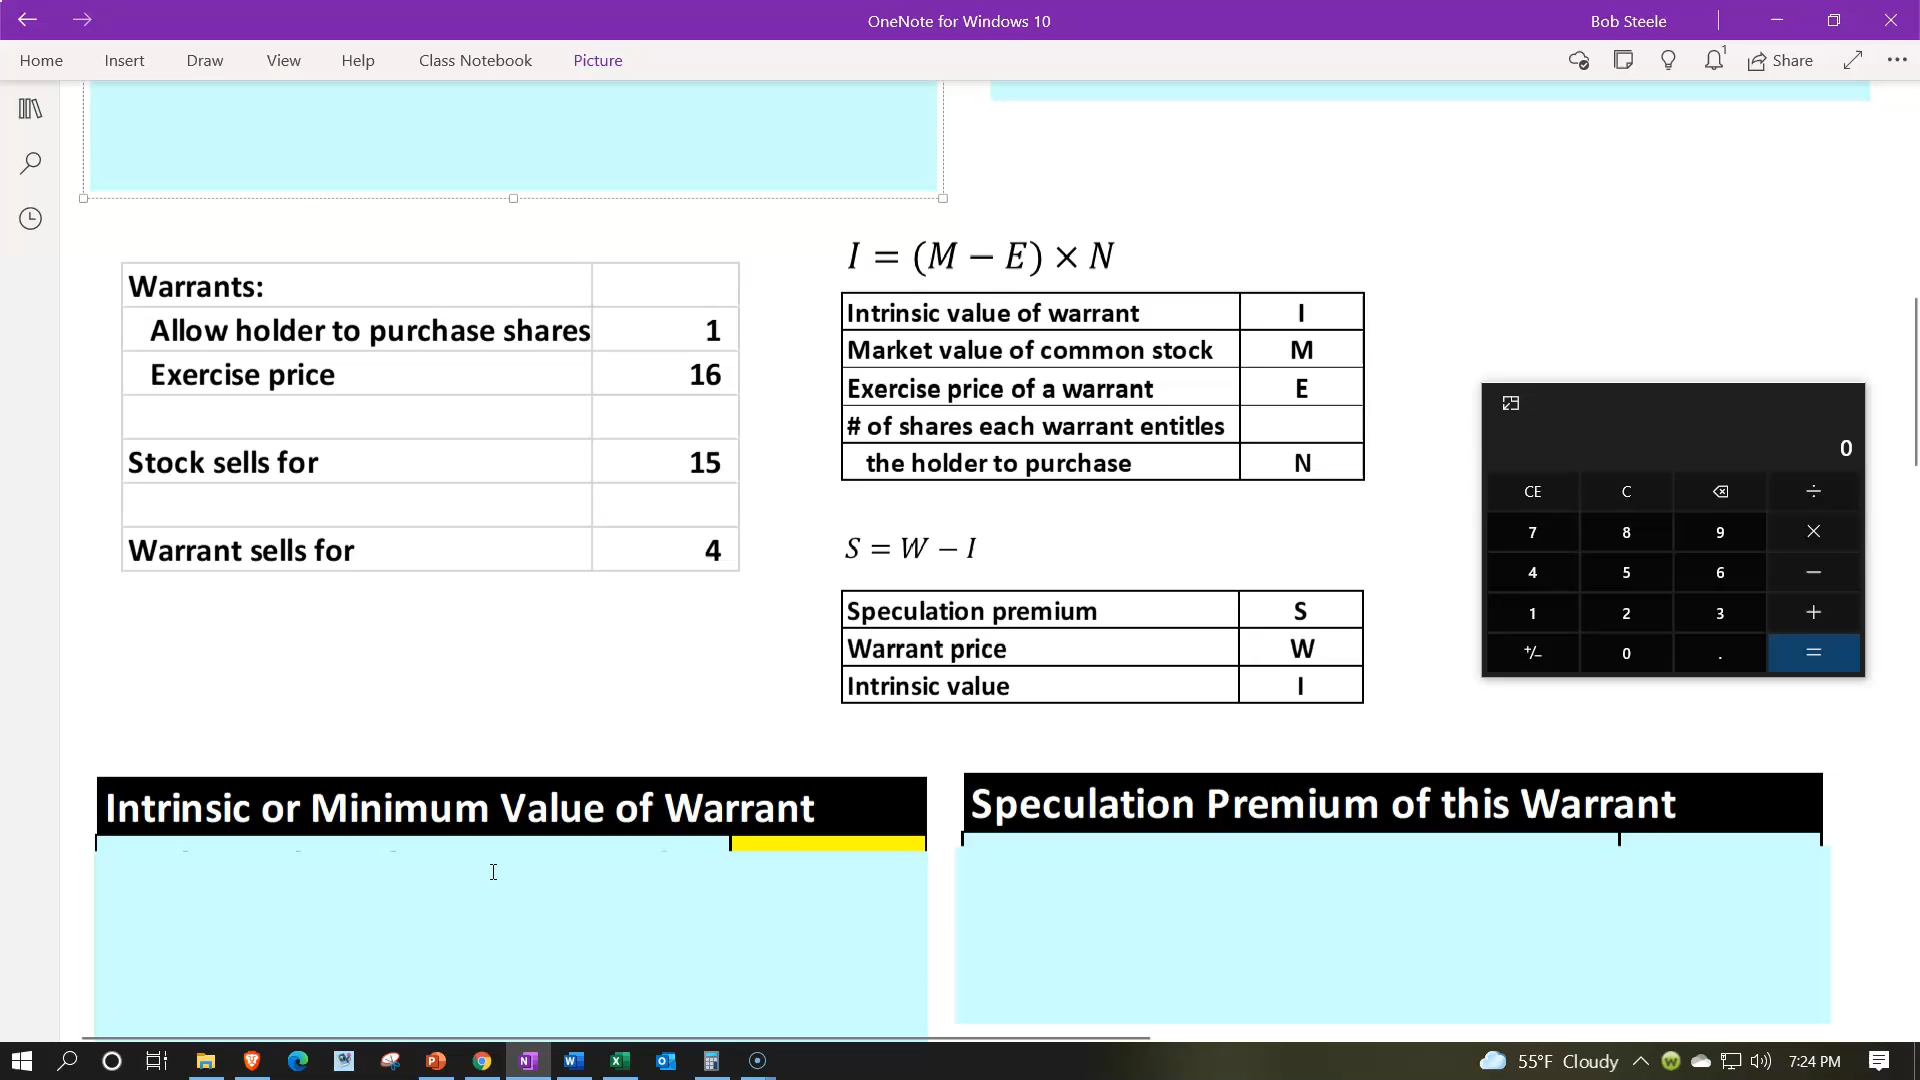 OneNote for Windows 10
Bob Steele
Home
Insert
Draw
View
Help
Class Notebook
Picture
1
Share
Warrants:
Allow holder to purchase shares 1
Exercise price 16
Stock sells for 15
Warrant sells for 4
I = (M − E) × N
Intrinsic value of warrant I
Market value of common stock M
Exercise price of a warrant E
# of shares each warrant entitles
the holder to purchase N
S = W − I
Speculation premium S
Warrant price W
Intrinsic value I
0
CE C ÷
7 8 9 ×
4 5 6 −
1 2 3 +
+/− 0 . =
Intrinsic or Minimum Value of Warrant
Speculation Premium of this Warrant
55°F Cloudy
7:24 PM